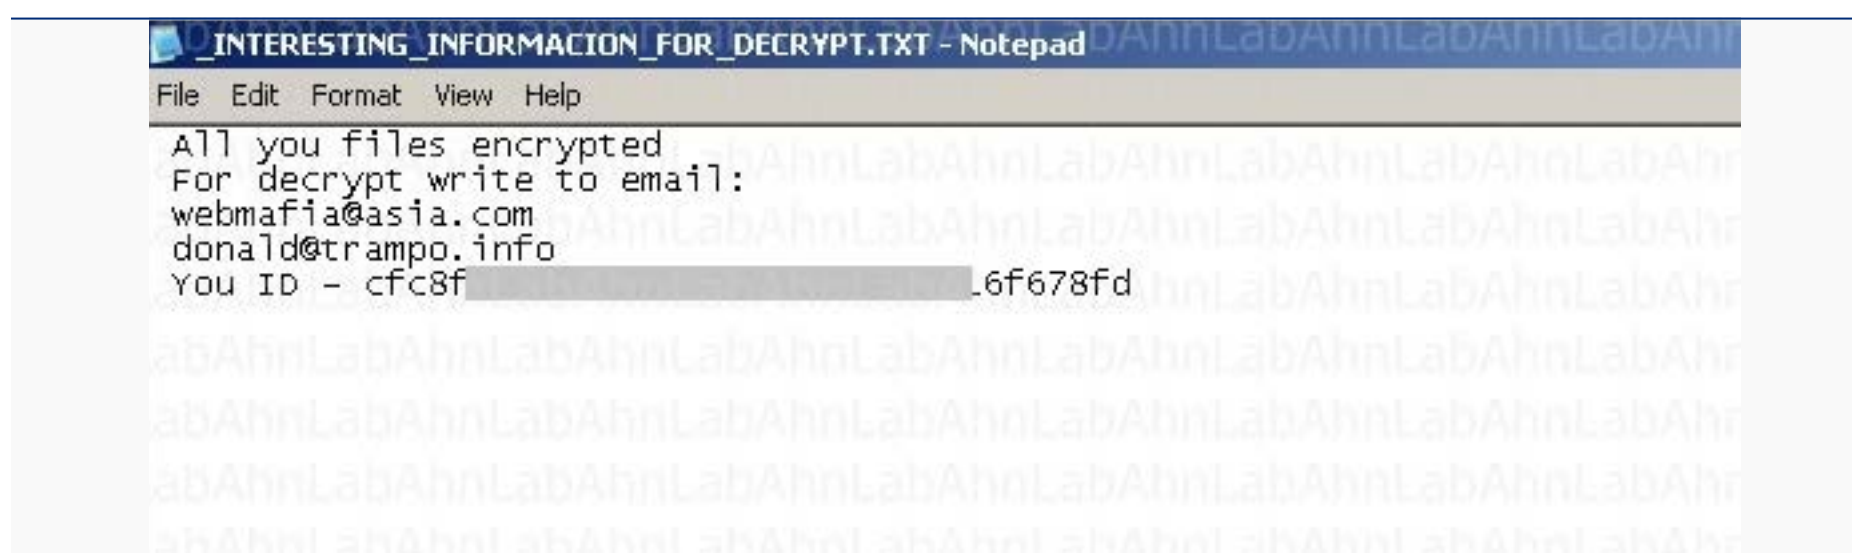 _INTERESTING_INFORMACION_FOR_DECRYPT.TXT - Notepad
File Edit Format View Help
All you files encrypted
For decrypt write to email:
webmafia@asia.com
donald@trampo.info
You ID - cfc8f 6f678fd
AhnLabAhnLabAhnLabAhnLab